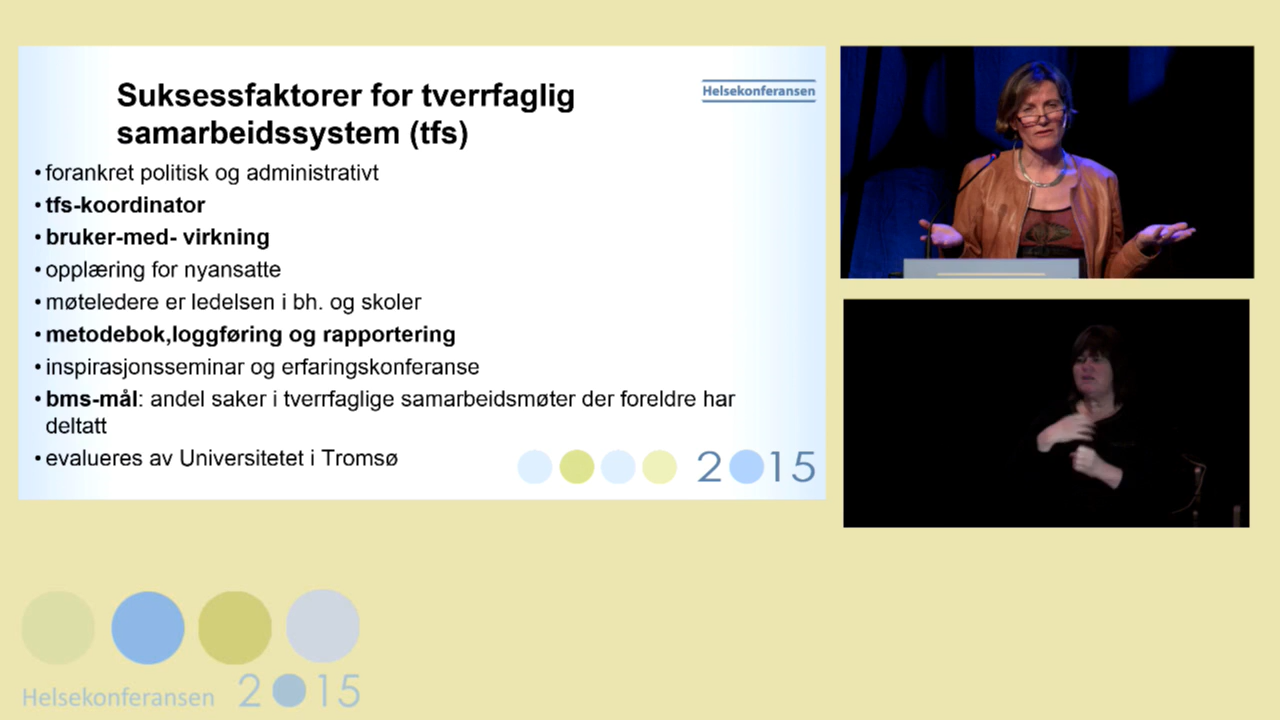 Suksessfaktorer for tverrfaglig
samarbeidssystem (tfs)
Helsekonferansen
• forankret politisk og administrativt
• tfs-koordinator
• bruker-med- virkning
• opplæring for nyansatte
• møteledere er ledelsen i bh. og skoler
• metodebok,loggføring og rapportering
• inspirasjonsseminar og erfaringskonferanse
• bms-mål: andel saker i tverrfaglige samarbeidsmøter der foreldre har
deltatt
• evalueres av Universitetet i Tromsø
2015
Helsekonferansen 2015